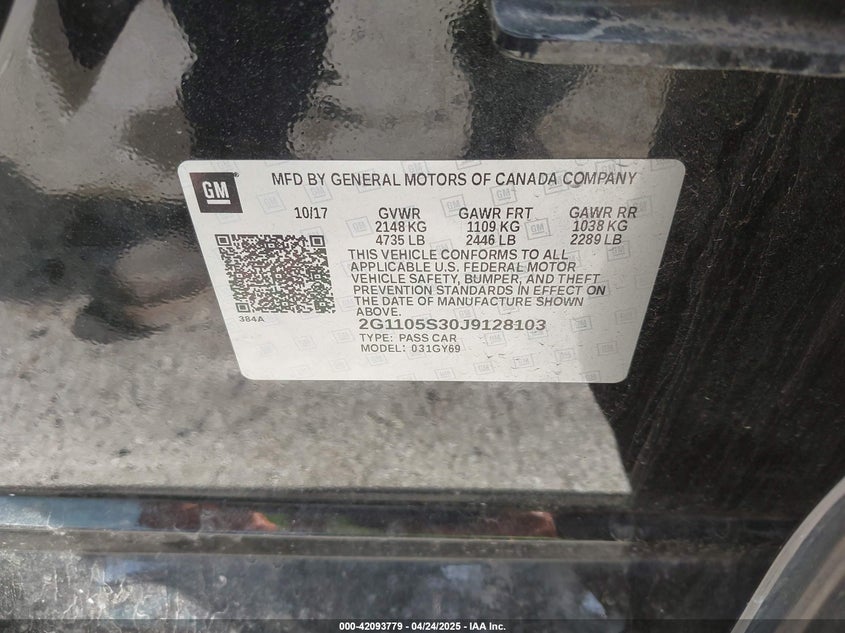 GM
MFD BY GENERAL MOTORS OF CANADA COMPANY
10/17 GVWR GAWR FRT GAWR RR
2148 KG 1109 KG 1038 KG
4735 LB 2446 LB 2289 LB
THIS VEHICLE CONFORMS TO ALL
APPLICABLE U.S. FEDERAL MOTOR
VEHICLE SAFETY, BUMPER, AND THEFT
PREVENTION STANDARDS IN EFFECT ON
THE DATE OF MANUFACTURE SHOWN
ABOVE.
384A
2G1105S30J9128103
TYPE: PASS CAR
MODEL: 031GY69
000-42093779 - 04/24/2025 - IAA Inc.